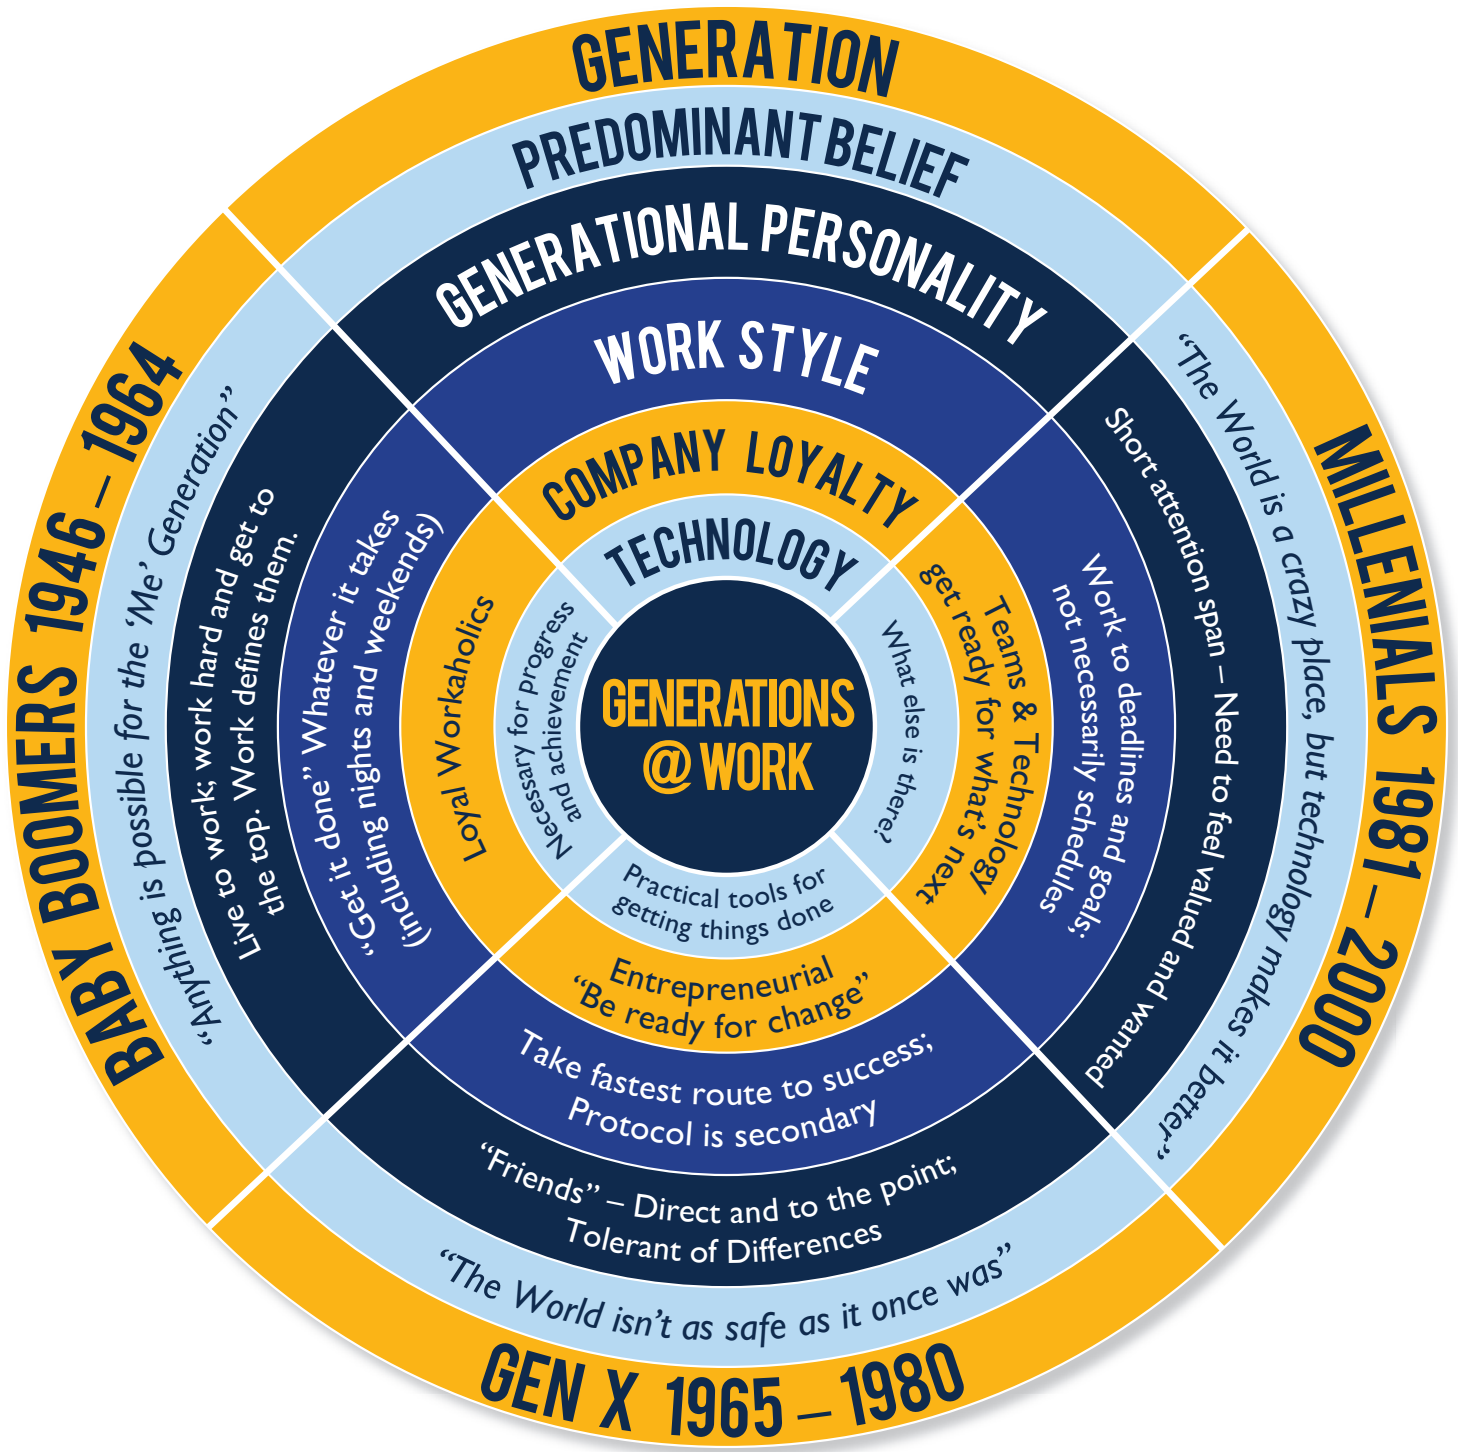 GENERATION
PREDOMINANT BELIEF
GENERATIONAL PERSONALITY
WORK STYLE
COMPANY LOYALTY
TECHNOLOGY
GENERATIONS
@ WORK
BABY BOOMERS 1946 – 1964
“Anything is possible for the ‘Me’ Generation”
Live to work; work hard and get to
the top. Work defines them.
“Get it done” Whatever it takes
(including nights and weekends)
Loyal Workaholics
Necessary for progress
and achievement
MILLENIALS 1981 – 2000
“The World is a crazy place, but technology makes it better”
Short attention span – Need to feel valued and wanted
Work to deadlines and goals;
not necessarily schedules
Teams & Technology
get ready for what's next
What else is there?
Practical tools for
getting things done
Entrepreneurial
“Be ready for change”
Take fastest route to success;
Protocol is secondary
“Friends” – Direct and to the point;
Tolerant of Differences
“The World isn’t as safe as it once was”
GEN X 1965 – 1980